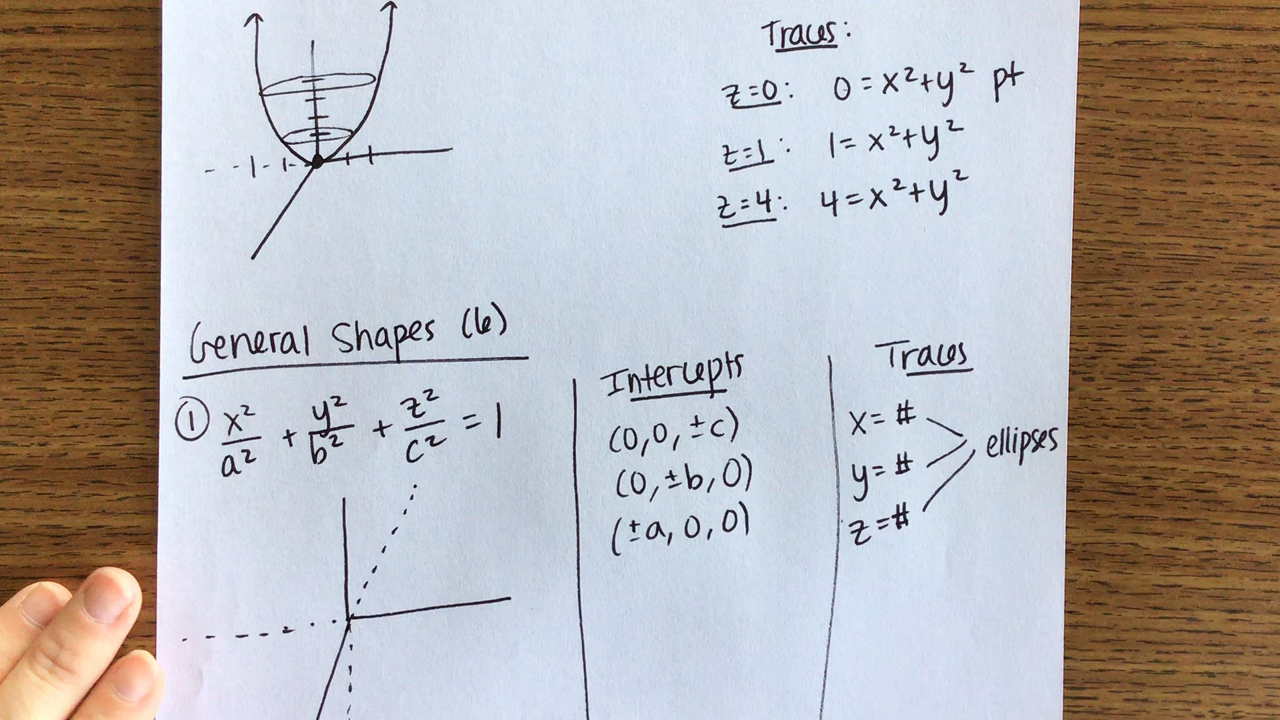 Traces:
z=0: 0=x²+y² pt
z=1: 1=x²+y²
z=4: 4=x²+y²
General Shapes (6)
① x²/a² + y²/b² + z²/c² = 1
Intercepts
(0,0,±c)
(0,±b,0)
(±a,0,0)
Traces
x=#
y=#
z=#
ellipses